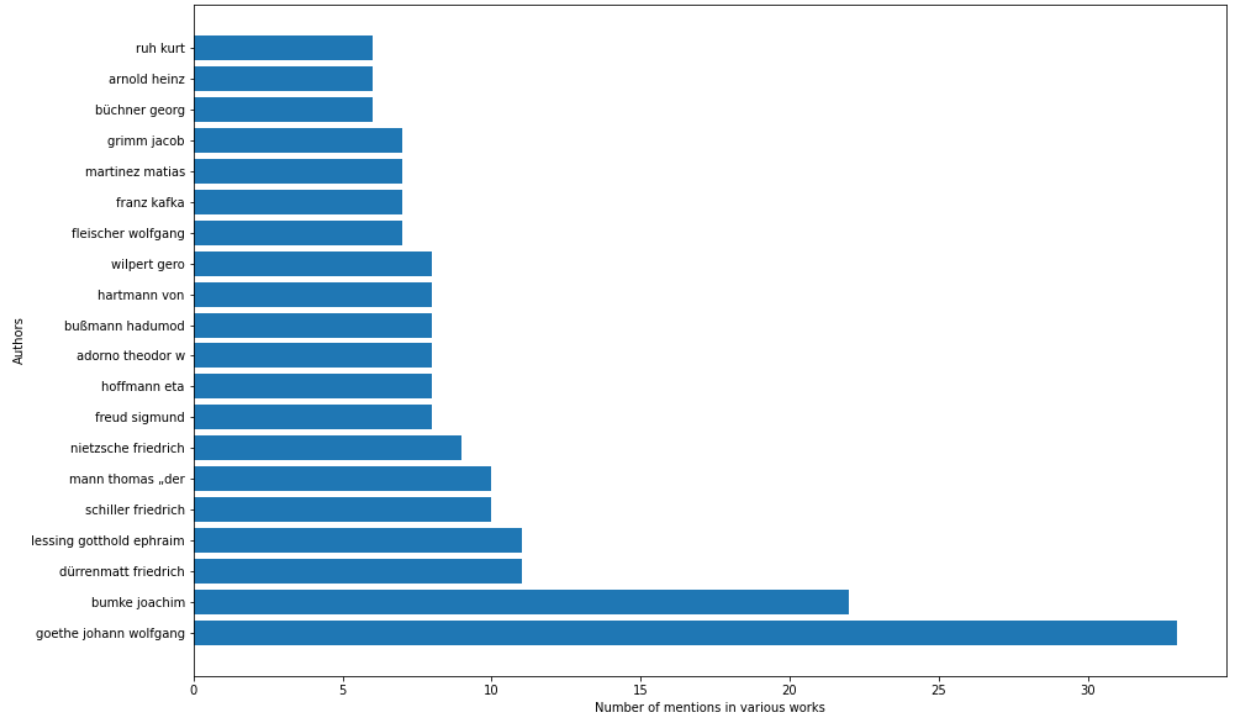 ruh kurt
arnold heinz
büchner georg
grimm jacob
martinez matias
franz kafka
fleischer wolfgang
wilpert gero
hartmann von
bußmann hadumod
adorno theodor w
hoffmann eta
freud sigmund
nietzsche friedrich
mann thomas „der
schiller friedrich
lessing gotthold ephraim
dürrenmatt friedrich
bumke joachim
goethe johann wolfgang
Authors
0 5 10 15 20 25 30
Number of mentions in various works